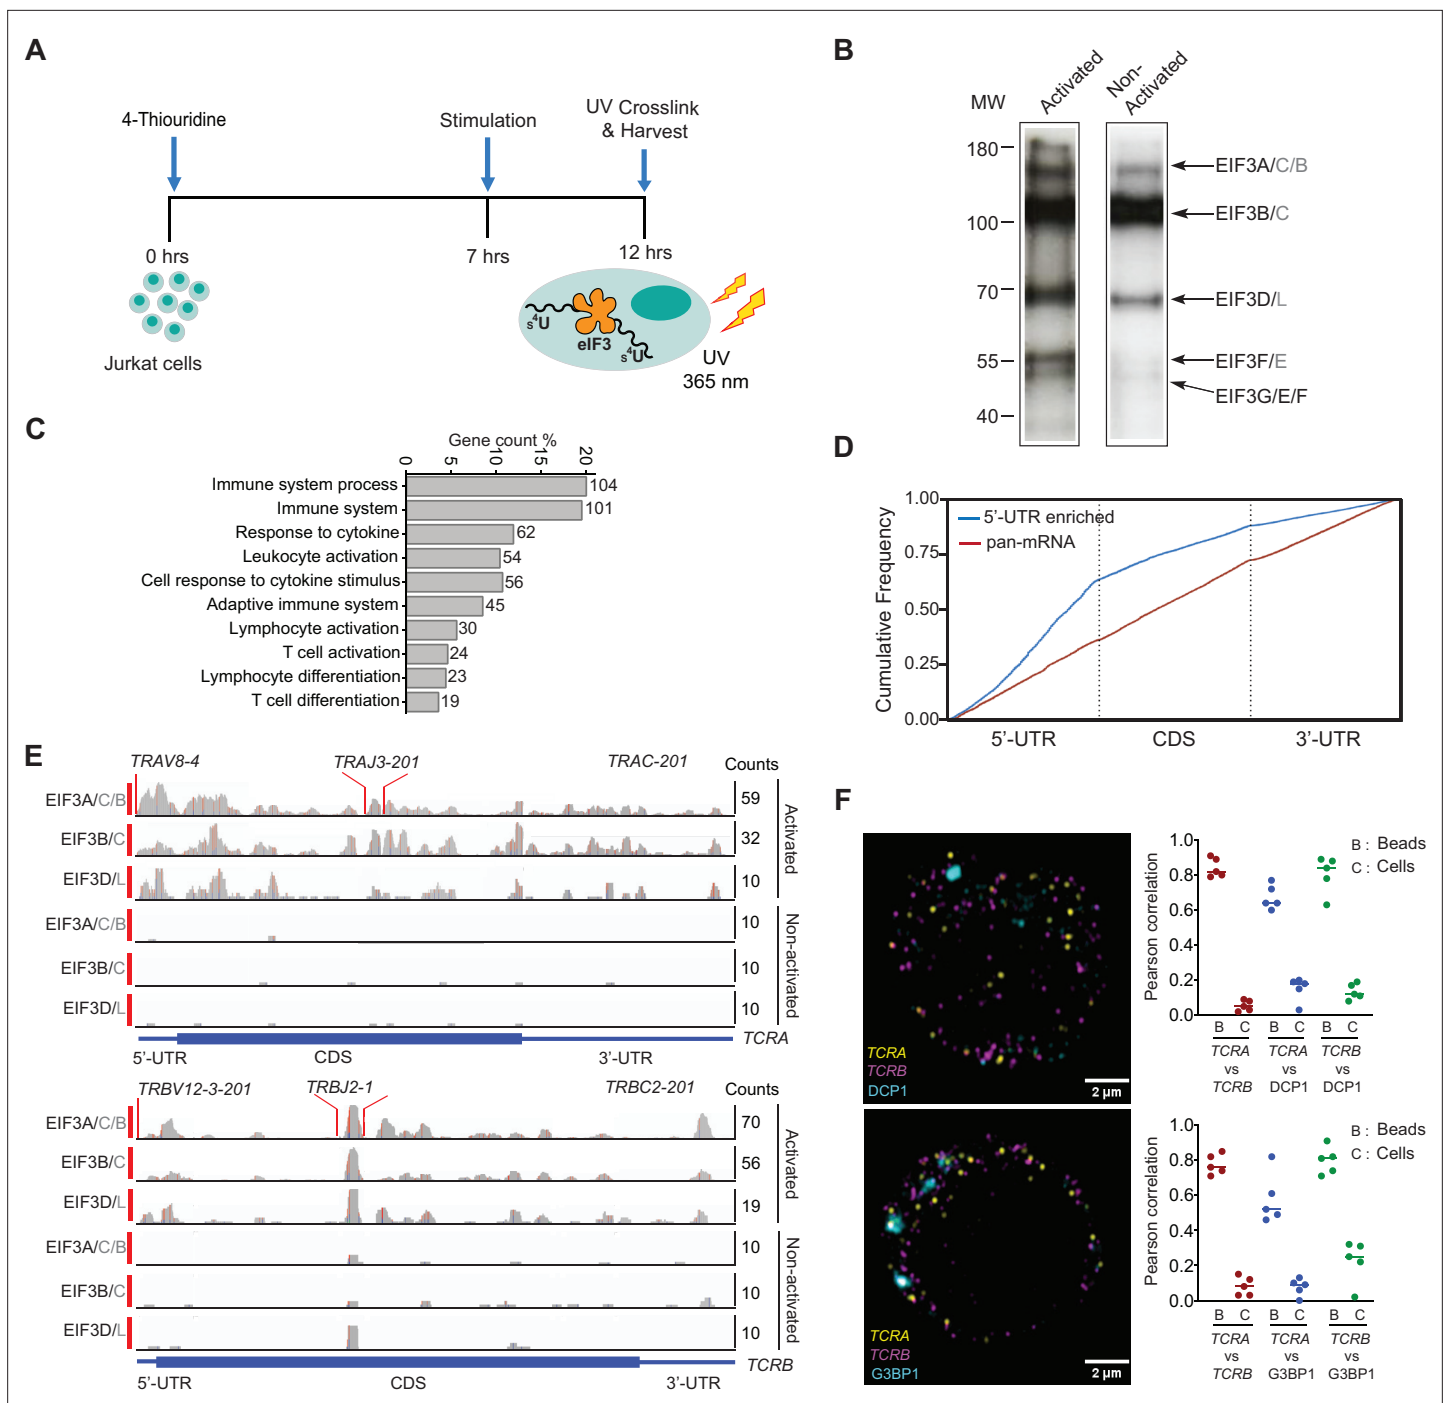 A
4-Thiouridine
Stimulation
UV Crosslink
& Harvest
0 hrs
7 hrs
12 hrs
Jurkat cells
s⁴U
eIF3
s⁴U
UV
365 nm
B
MW
Activated
Non-
Activated
180
100
70
55
40
EIF3A/C/B
EIF3B/C
EIF3D/L
EIF3F/E
EIF3G/E/F
C
Gene count %
0 5 10 15 20
Immune system process 104
Immune system 101
Response to cytokine 62
Leukocyte activation 54
Cell response to cytokine stimulus 56
Adaptive immune system 45
Lymphocyte activation 30
T cell activation 24
Lymphocyte differentiation 23
T cell differentiation 19
D
Cumulative Frequency
1.00
0.75
0.50
0.25
0.00
5'-UTR enriched
pan-mRNA
5'-UTR CDS 3'-UTR
E
TRAV8-4 TRAJ3-201 TRAC-201 Counts
EIF3A/C/B 59
EIF3B/C 32
EIF3D/L 10
Activated
EIF3A/C/B 10
EIF3B/C 10
EIF3D/L 10
Non-activated
TCRA
5'-UTR CDS 3'-UTR
TRBV12-3-201 TRBJ2-1 TRBC2-201 Counts
EIF3A/C/B 70
EIF3B/C 56
EIF3D/L 19
Activated
EIF3A/C/B 10
EIF3B/C 10
EIF3D/L 10
Non-activated
TCRB
5'-UTR CDS 3'-UTR
F
TCRA
TCRB
DCP1
2 µm
Pearson correlation
1.0
0.8
0.6
0.4
0.2
0.0
B : Beads
C : Cells
B C B C B C
TCRA TCRA TCRB
vs vs vs
TCRB DCP1 DCP1
TCRA
TCRB
G3BP1
2 µm
Pearson correlation
1.0
0.8
0.6
0.4
0.2
0.0
B : Beads
C : Cells
B C B C B C
TCRA TCRA TCRB
vs vs vs
TCRB G3BP1 G3BP1